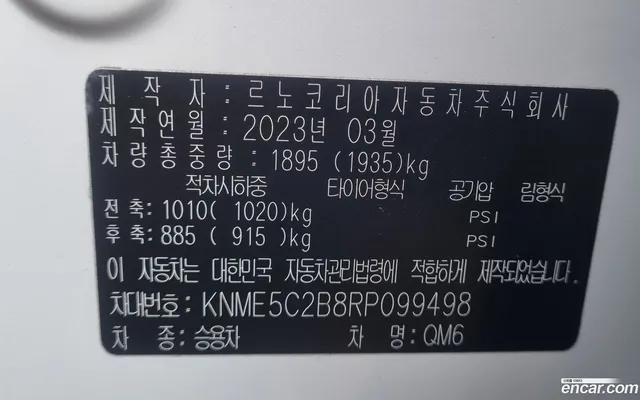 제 작 자 : 르노코리아자동차주식회사
제작연월 : 2023년 03월
차량총중량 : 1895 (1935)kg
적차시하중 타이어형식 공기압 림형식
전 축: 1010( 1020)kg PSI
후 축: 885 ( 915 )kg PSI
이 자동차는 대한민국 자동차관리법령에 적합하게 제작되었습니다.
차대번호: KNME5C2B8RP099498
차 종: 승용차 차 명: QM6
encar.com